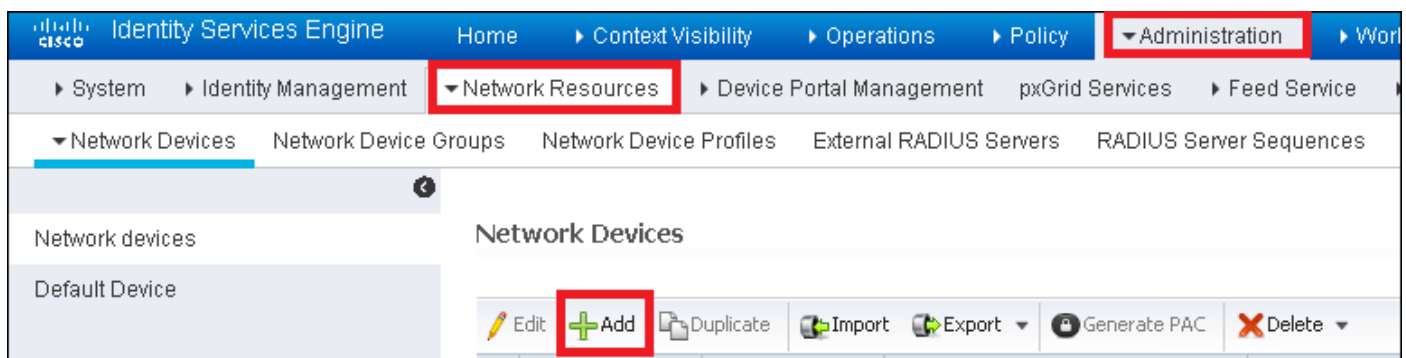 cisco Identity Services Engine Home Context Visibility Operations Policy Administration
System Identity Management Network Resources Device Portal Management pxGrid Services Feed Service
Network Devices Network Device Groups Network Device Profiles External RADIUS Servers RADIUS Server Sequences
Network devices
Default Device
Network Devices
Edit Add Duplicate Import Export Generate PAC Delete